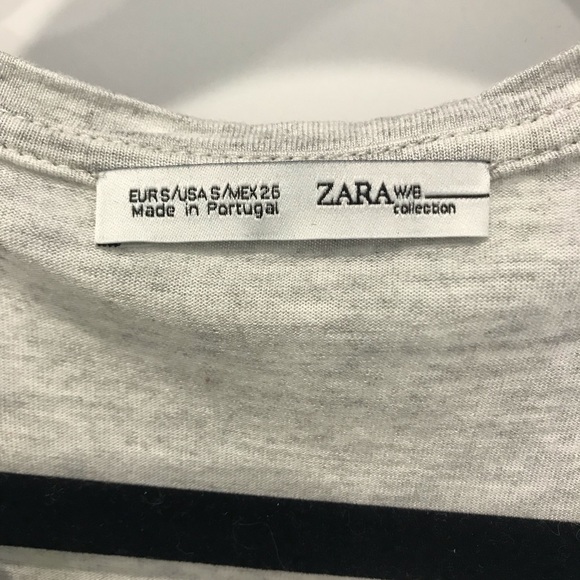 EUR S/USA S/MEX 26
Made in Portugal
ZARA W/B
collection